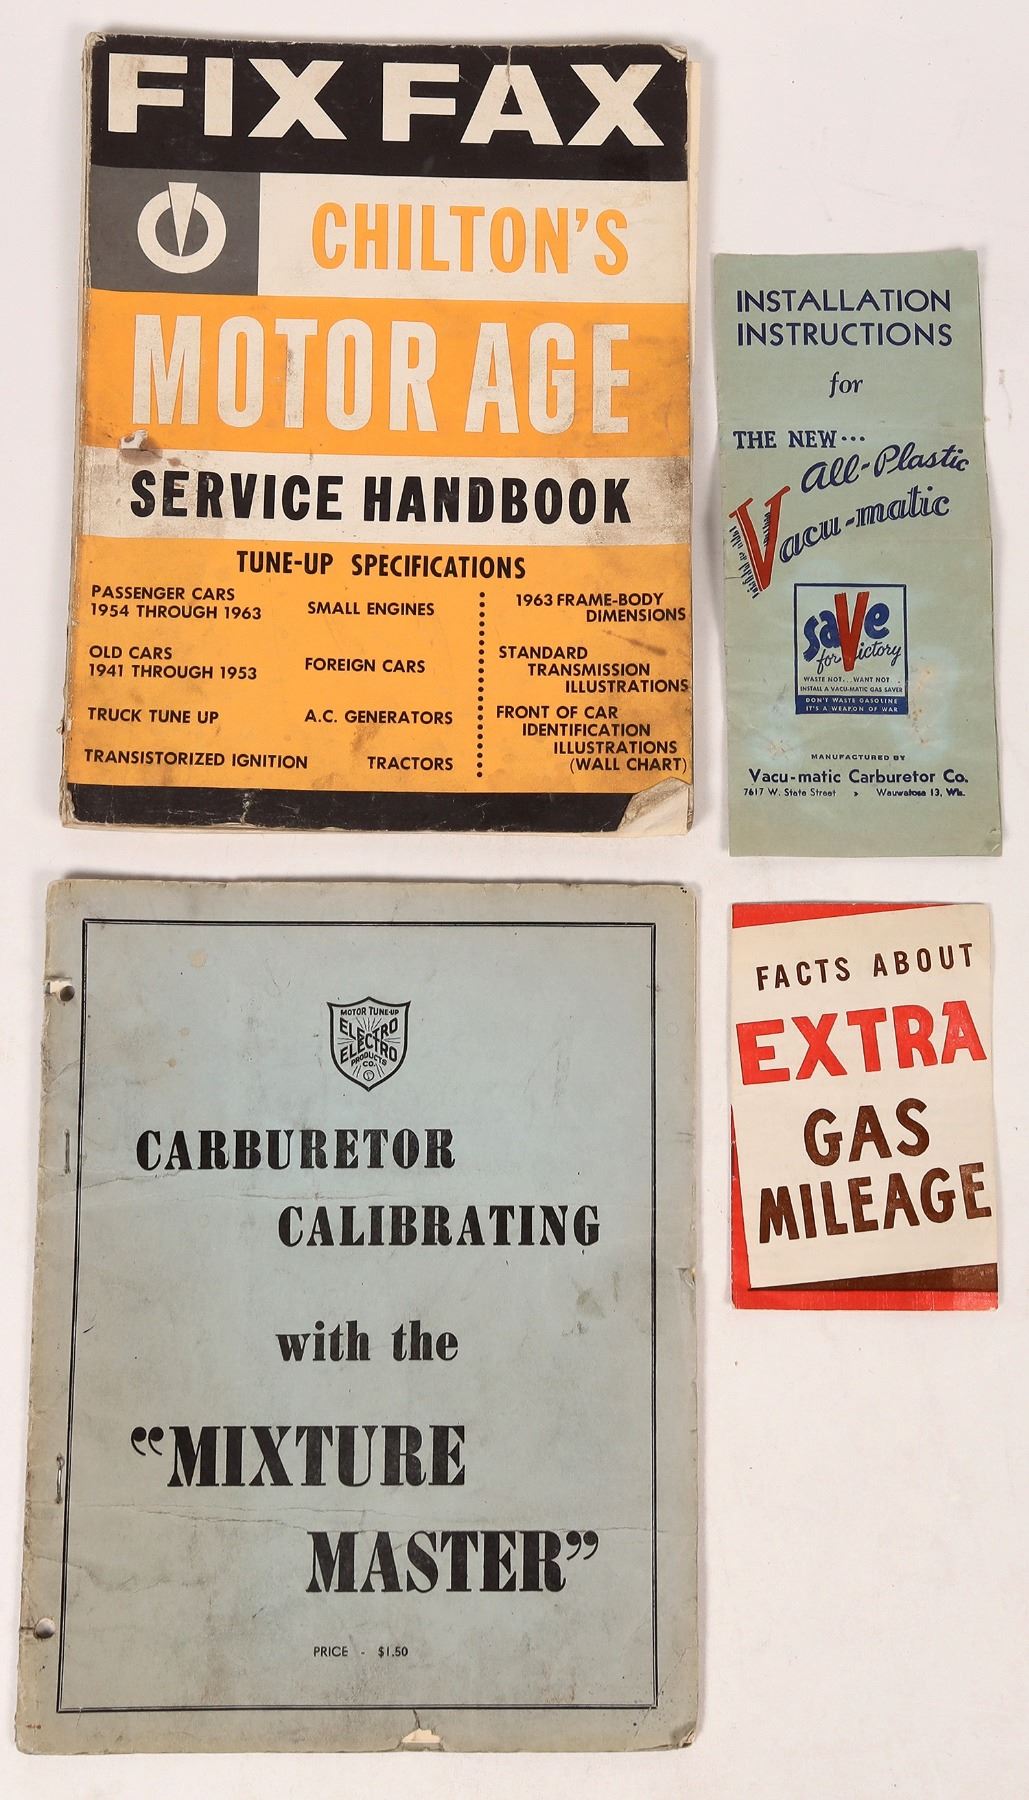 FIX FAX
CHILTON'S
MOTOR AGE
SERVICE HANDBOOK
TUNE-UP SPECIFICATIONS
PASSENGER CARS
1954 THROUGH 1963
OLD CARS
1941 THROUGH 1953
TRUCK TUNE UP
TRANSISTORIZED IGNITION
SMALL ENGINES
FOREIGN CARS
A.C. GENERATORS
TRACTORS
1963 FRAME-BODY
DIMENSIONS
STANDARD
TRANSMISSION
ILLUSTRATIONS
FRONT OF CAR
IDENTIFICATION
ILLUSTRATIONS
(WALL CHART)
INSTALLATION
INSTRUCTIONS
for
THE NEW...
All-Plastic
Vacu-matic
saVe
for Victory
WASTE NOT...WANT NOT
INSTALL A VACU-MATIC GAS SAVER
DON'T WASTE GASOLINE
IT'S A WEAPON OF WAR
MANUFACTURED BY
Vacu-matic Carburetor Co.
7617 W. State Street » Wauwatosa 13, Wis.
MOTOR TUNE-UP
ELECTRO
ELECTRO
PRODUCTS
CO.
CARBURETOR
CALIBRATING
with the
“MIXTURE
MASTER”
PRICE - $1.50
FACTS ABOUT
EXTRA
GAS
MILEAGE